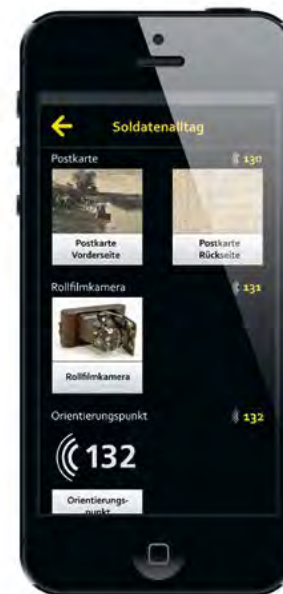 Soldatenalltag
Postkarte 130
Postkarte
Vorderseite
Postkarte
Rückseite
Rollfilmkamera 131
Rollfilmkamera
Orientierungspunkt 132
132
Orientierungs-
punkt